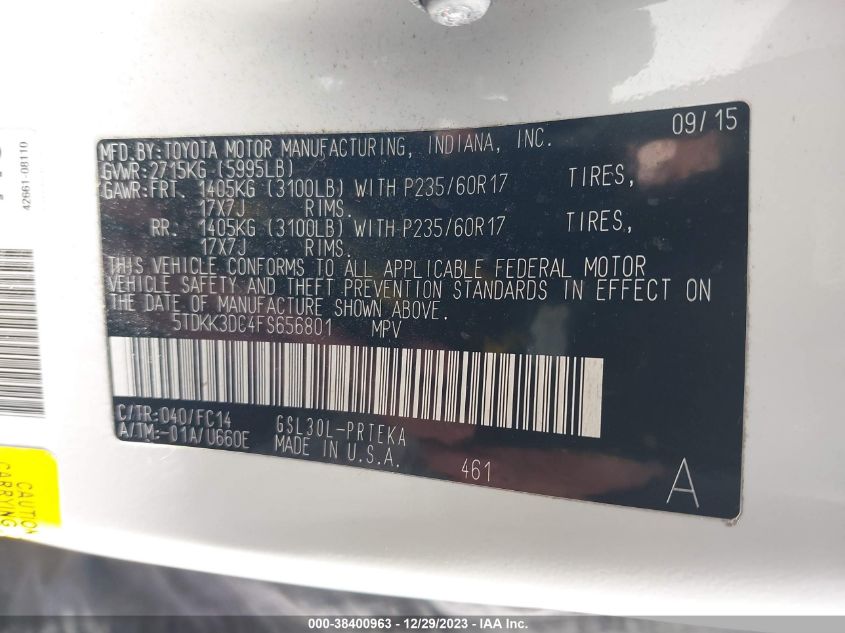 09/15
MFD.BY:TOYOTA MOTOR MANUFACTURING, INDIANA, INC.
GVWR:2715KG (5995LB)
GAWR:FRT. 1405KG (3100LB) WITH P235/60R17 TIRES,
17X7J RIMS.
RR. 1405KG (3100LB) WITH P235/60R17 TIRES,
17X7J RIMS.
THIS VEHICLE CONFORMS TO ALL APPLICABLE FEDERAL MOTOR
VEHICLE SAFETY AND THEFT PREVENTION STANDARDS IN EFFECT ON
THE DATE OF MANUFACTURE SHOWN ABOVE.
5TDKK3DC4FS656801 MPV
C/TR:040/FC14 GSL30L-PRTEKA
A/TM:-01A/U660E MADE IN U.S.A.
461
A
42661-08110
CAUTION
CARRYING
000-38400963 - 12/29/2023 - IAA Inc.